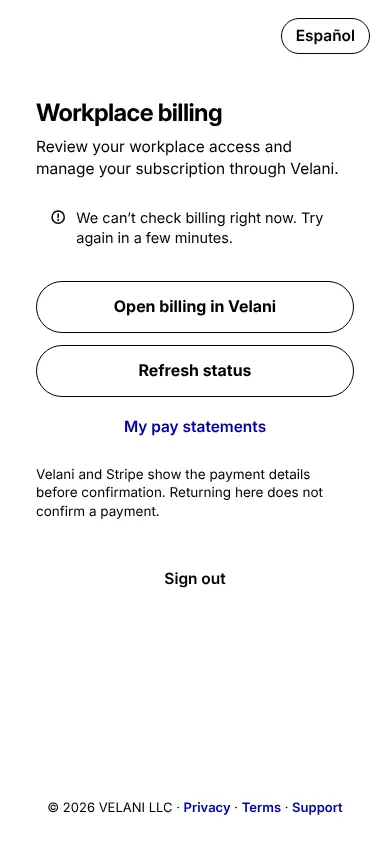 Español
Workplace billing
Review your workplace access and
manage your subscription through Velani.
We can’t check billing right now. Try
again in a few minutes.
Open billing in Velani
Refresh status
My pay statements
Velani and Stripe show the payment details
before confirmation. Returning here does not
confirm a payment.
Sign out
© 2026 VELANI LLC · Privacy · Terms · Support